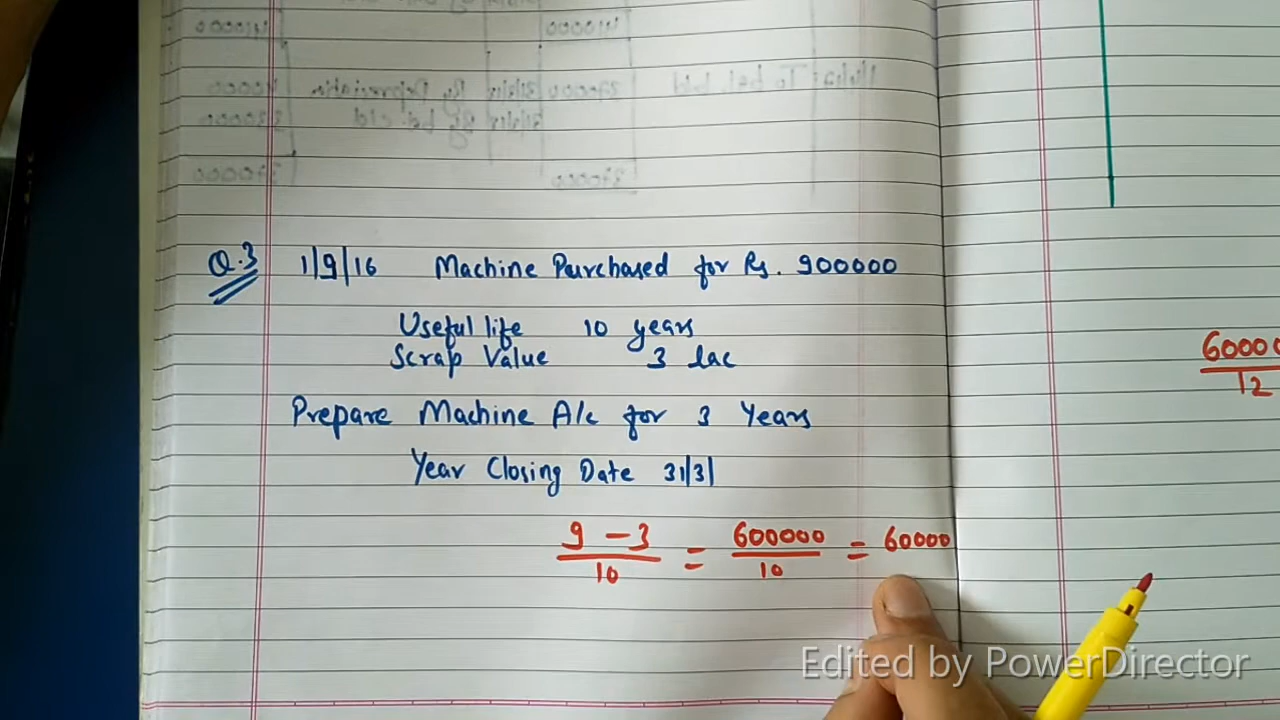 Q.3 1/9/16 Machine Purchased for Rs. 900000
Useful life 10 years
Scrap Value 3 lac
Prepare Machine A/c for 3 Years
Year Closing Date 31/3/
9 - 3 / 10 = 600000 / 10 = 60000
60000
12
Edited by PowerDirector